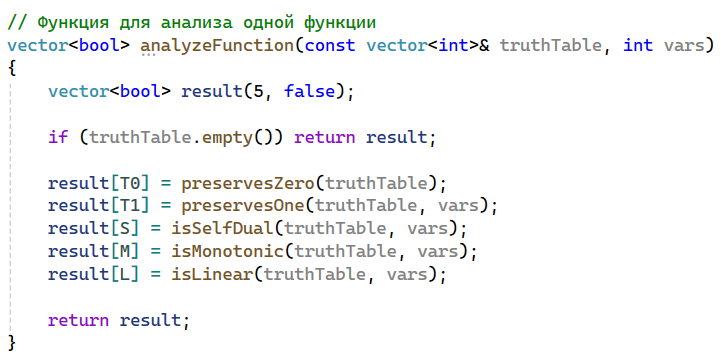 // Функция для анализа одной функции
vector<bool> analyzeFunction(const vector<int>& truthTable, int vars)
{
    vector<bool> result(5, false);

    if (truthTable.empty()) return result;

    result[T0] = preservesZero(truthTable);
    result[T1] = preservesOne(truthTable, vars);
    result[S] = isSelfDual(truthTable, vars);
    result[M] = isMonotonic(truthTable, vars);
    result[L] = isLinear(truthTable, vars);

    return result;
}